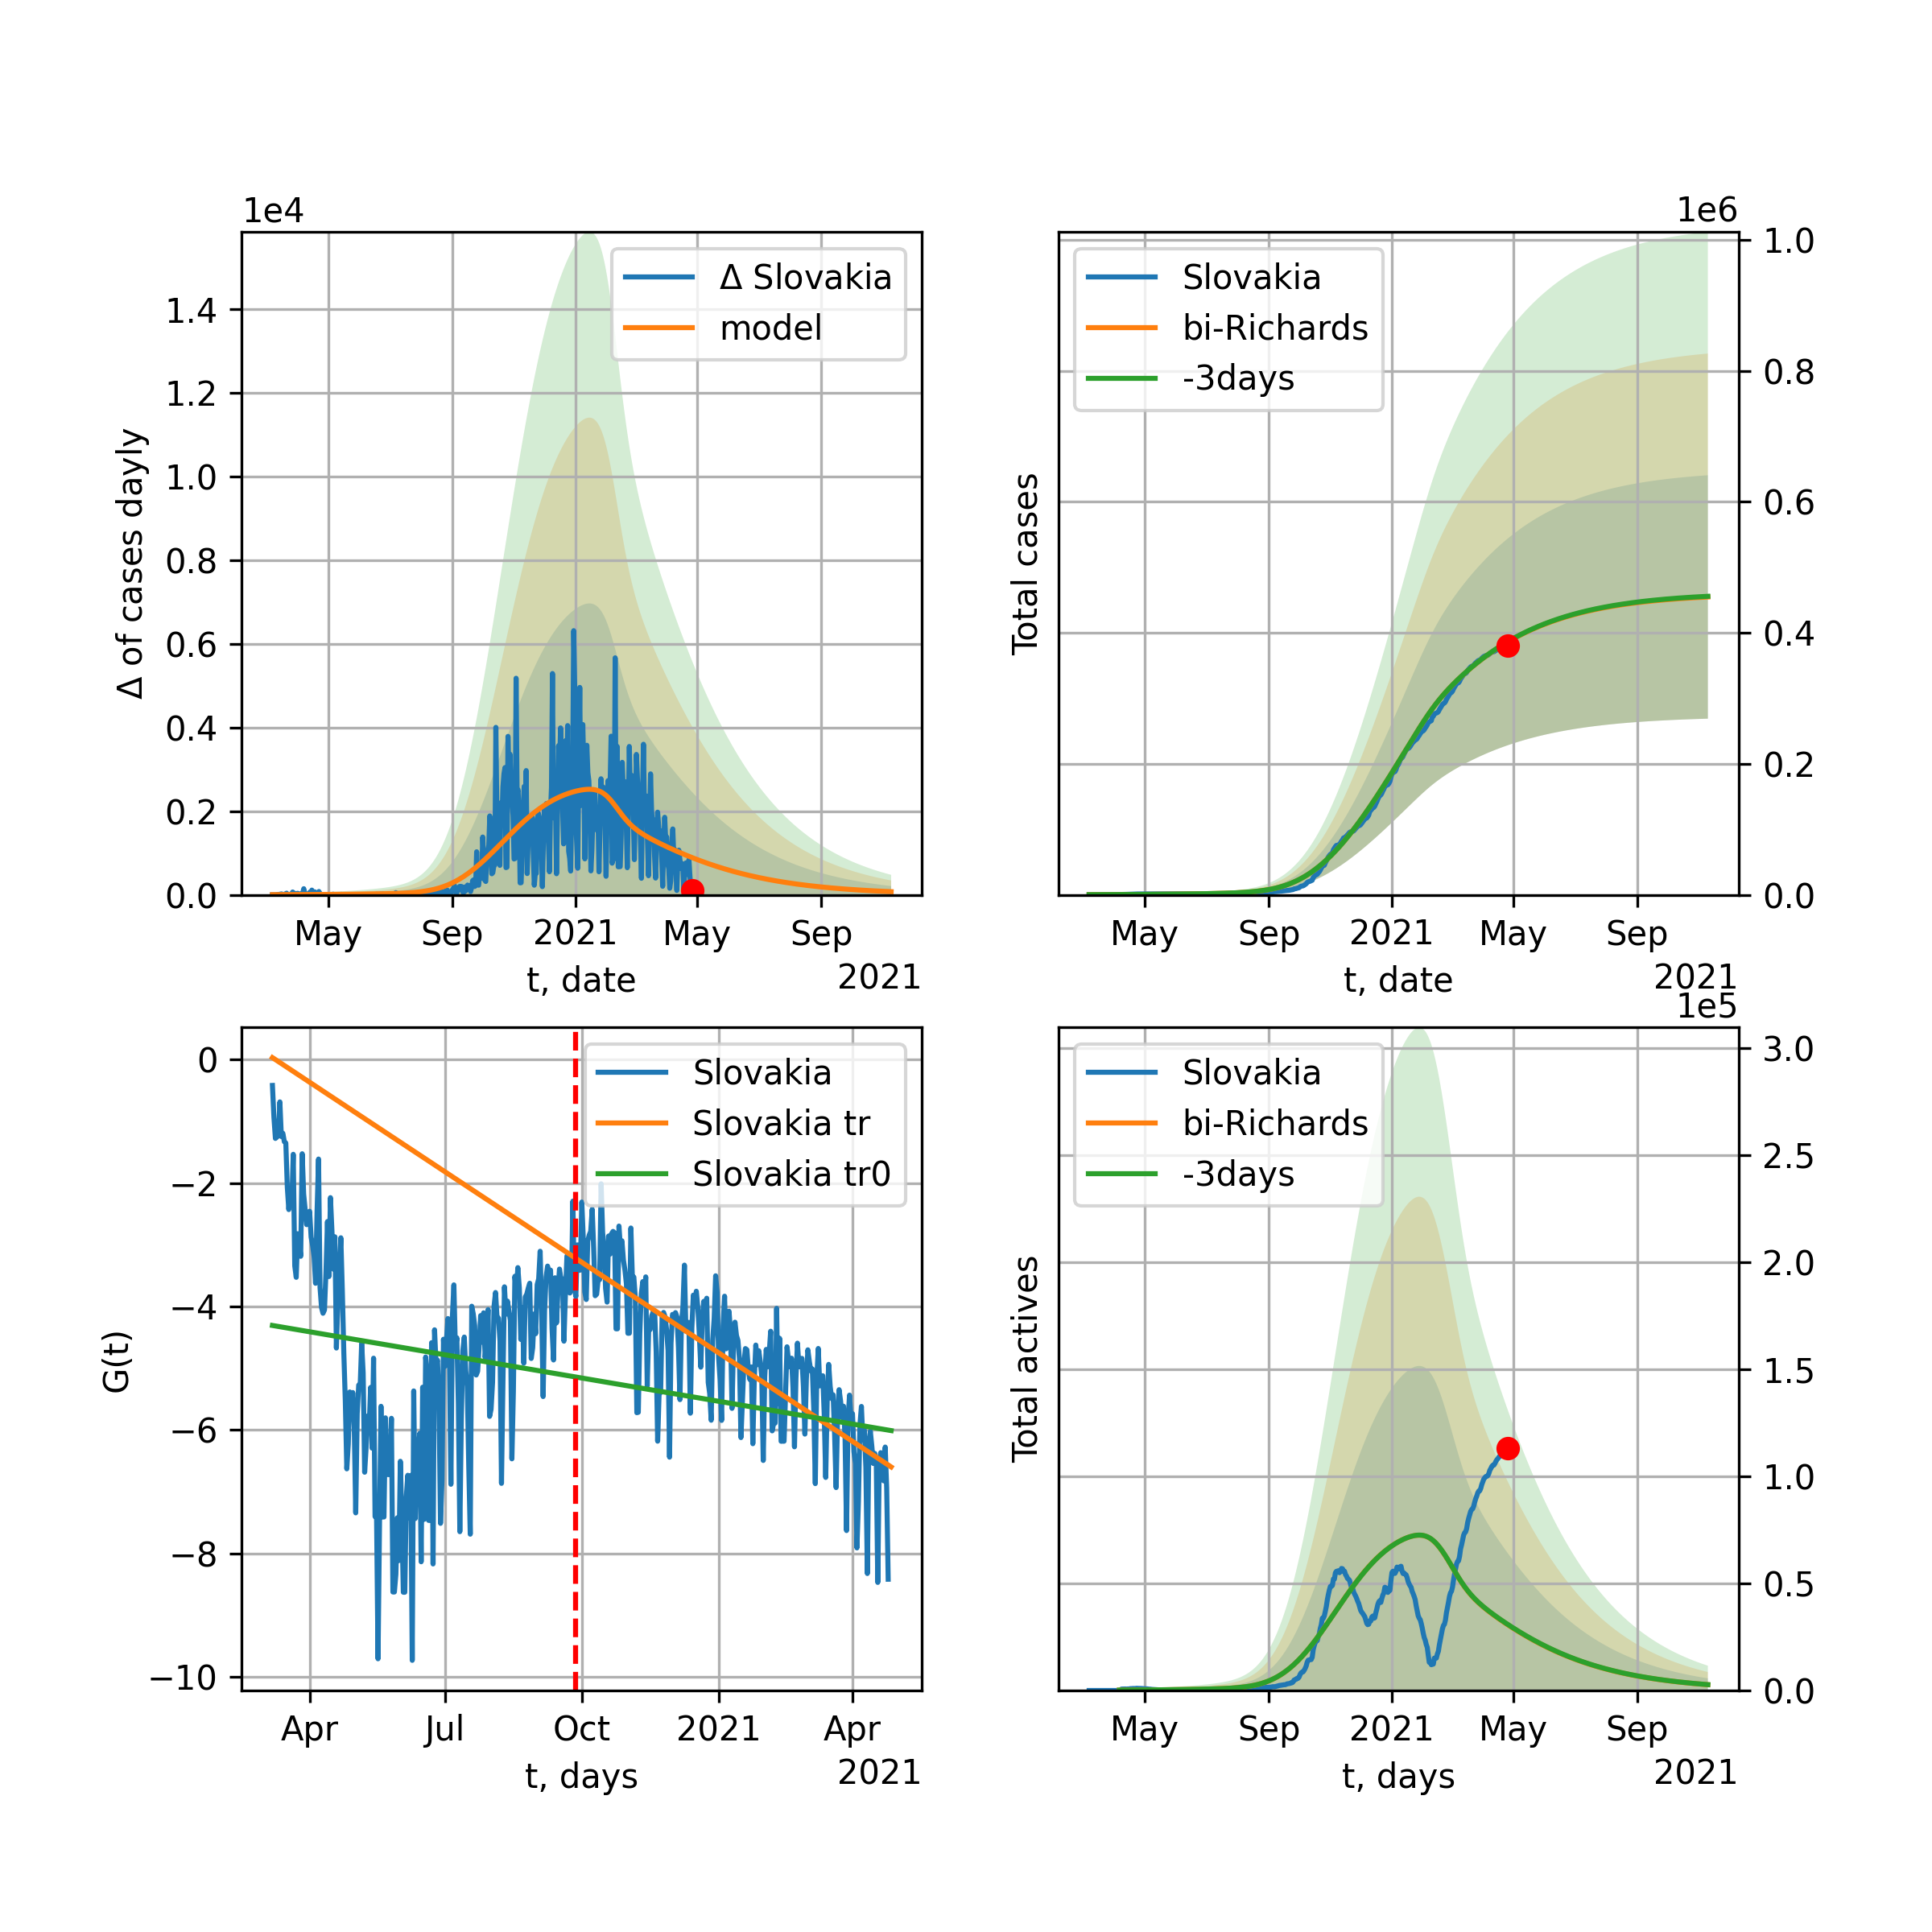 1e4
Δ of cases dayly
1.4
1.2
1.0
0.8
0.6
0.4
0.2
0.0
Δ Slovakia
model
May Sep 2021 May Sep
t, date
2021
1e6
Total cases
1.0
0.8
0.6
0.4
0.2
0.0
Slovakia
bi-Richards
-3days
May Sep 2021 May Sep
t, date
2021
G(t)
0
−2
−4
−6
−8
−10
Slovakia
Slovakia tr
Slovakia tr0
Apr Jul Oct 2021 Apr
t, days
2021
1e5
Total actives
3.0
2.5
2.0
1.5
1.0
0.5
0.0
Slovakia
bi-Richards
-3days
May Sep 2021 May Sep
t, days
2021